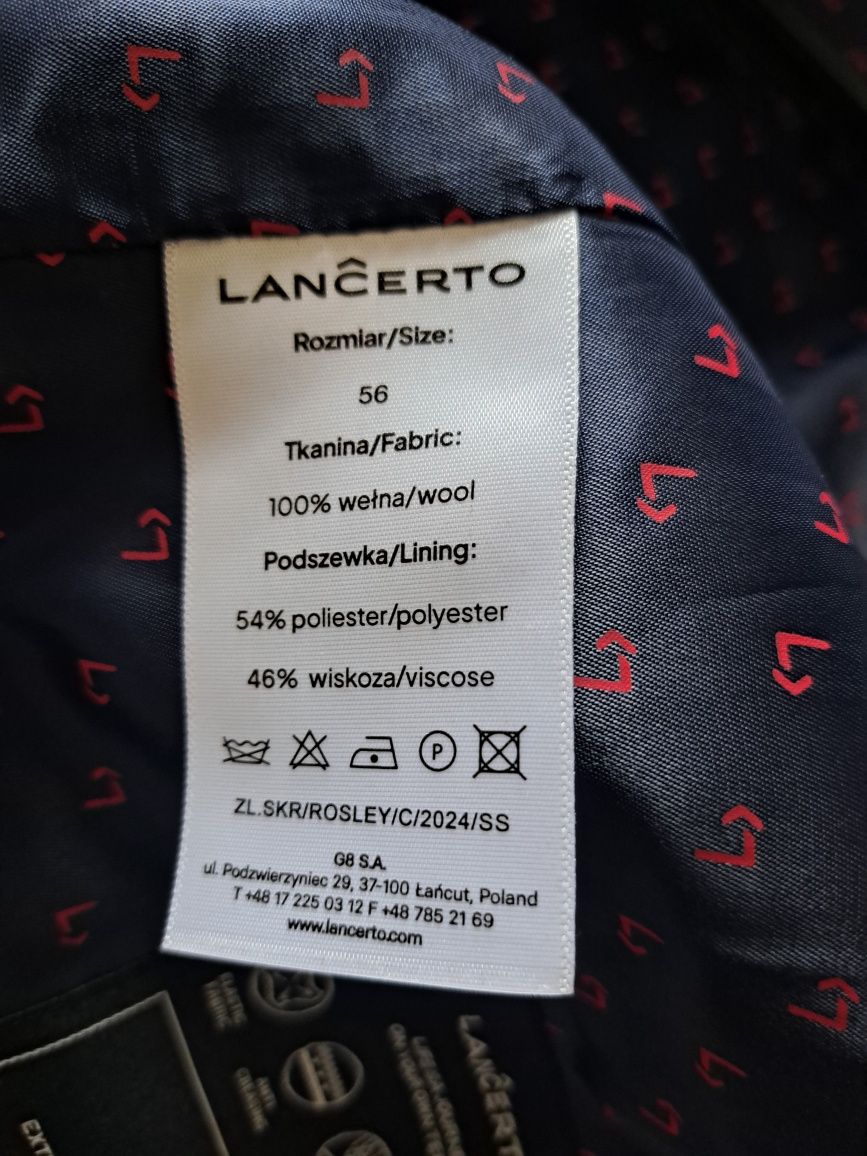 LANĈERTO
Rozmiar/Size:
56
Tkanina/Fabric:
100% wełna/wool
Podszewka/Lining:
54% poliester/polyester
46% wiskoza/viscose
P
ZL.SKR/ROSLEY/C/2024/SS
G8 S.A.
ul. Podzwierzyniec 29, 37-100 Łańcut, Poland
T +48 17 225 03 12 F +48 785 21 69
www.lancerto.com
LANĈERTO